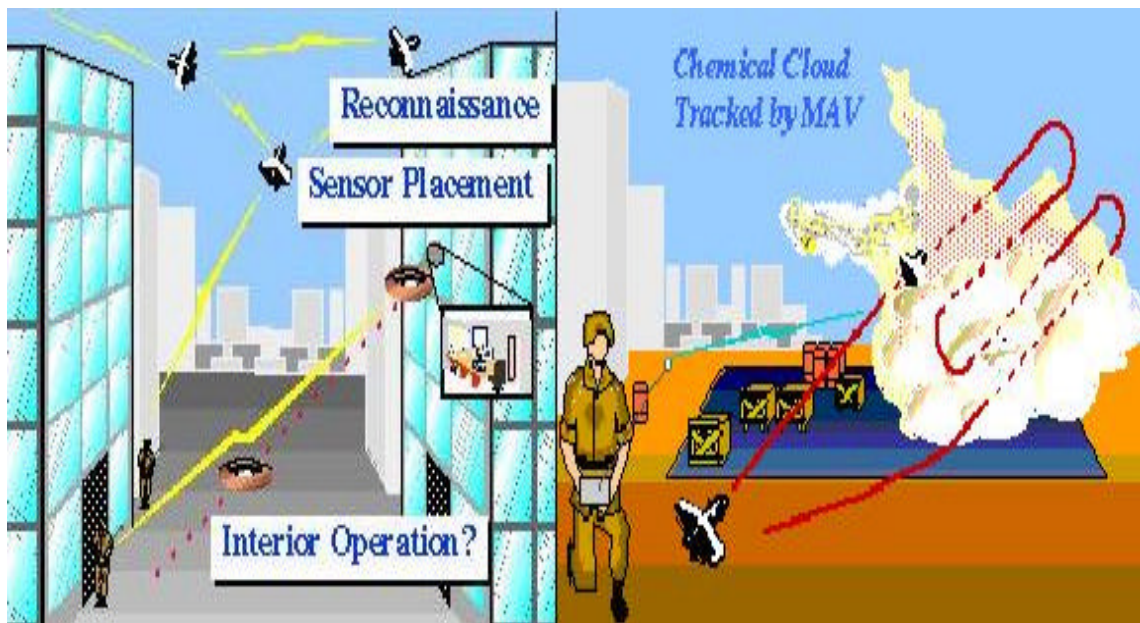 Reconnaissance
Sensor Placement
Interior Operation?
Chemical Cloud
Tracked by MAV